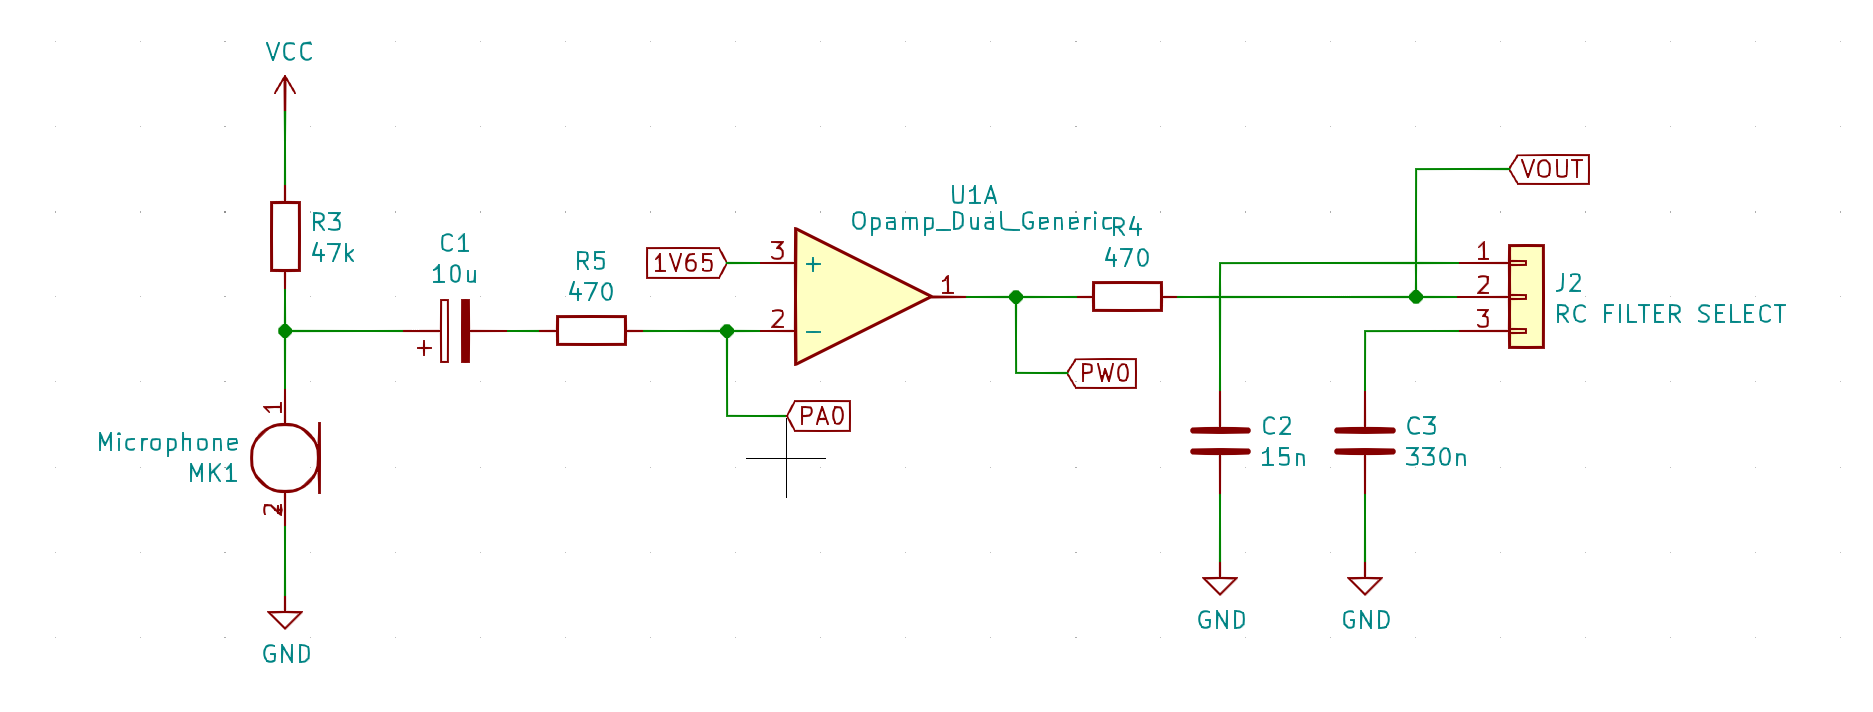 VCC
R3
47k
C1
10u
R5
470
1V65
U1A
Opamp_Dual_Generic
3
+
2
−
1
R4
470
VOUT
1
2
3
J2
RC FILTER SELECT
+
PW0
PA0
Microphone
MK1
1
2
+
C2
15n
C3
330n
GND
GND
GND